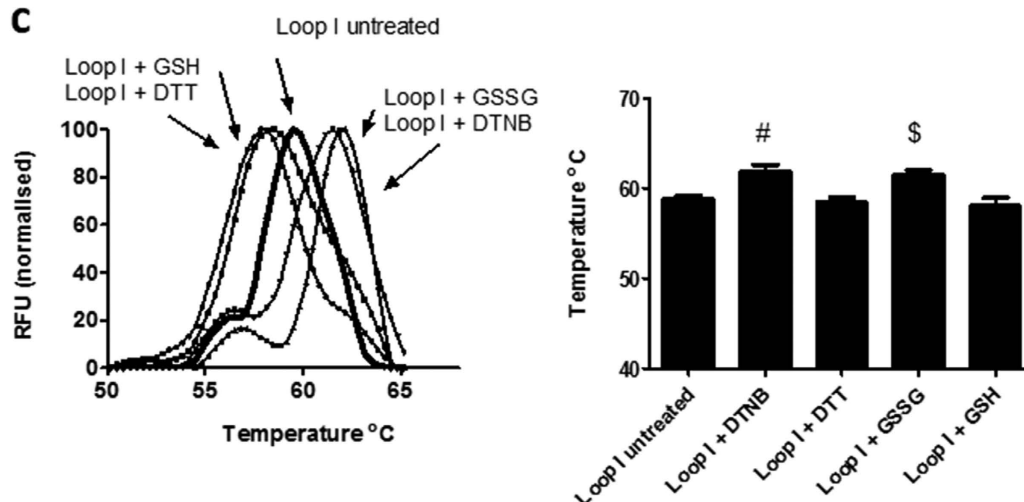 C
Loop I untreated
Loop I + GSH
Loop I + DTT
Loop I + GSSG
Loop I + DTNB
100
80
60
40
20
0
50
55
60
65
RFU (normalised)
Temperature °C
70
60
50
40
Temperature °C
#
$
Loop I untreated
Loop I + DTNB
Loop I + DTT
Loop I + GSSG
Loop I + GSH